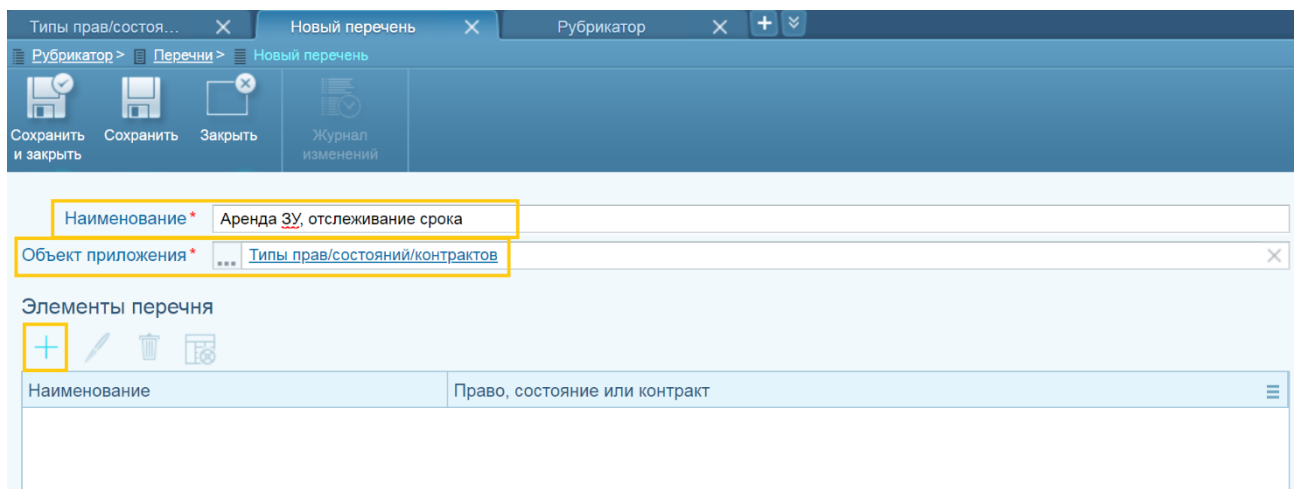 Типы прав/состоя... Новый перечень Рубрикатор
Рубрикатор > Перечни > Новый перечень
Сохранить и закрыть Сохранить Закрыть Журнал изменений
Наименование* Аренда ЗУ, отслеживание срока
Объект приложения* ... Типы прав/состояний/контрактов
Элементы перечня
Наименование Право, состояние или контракт